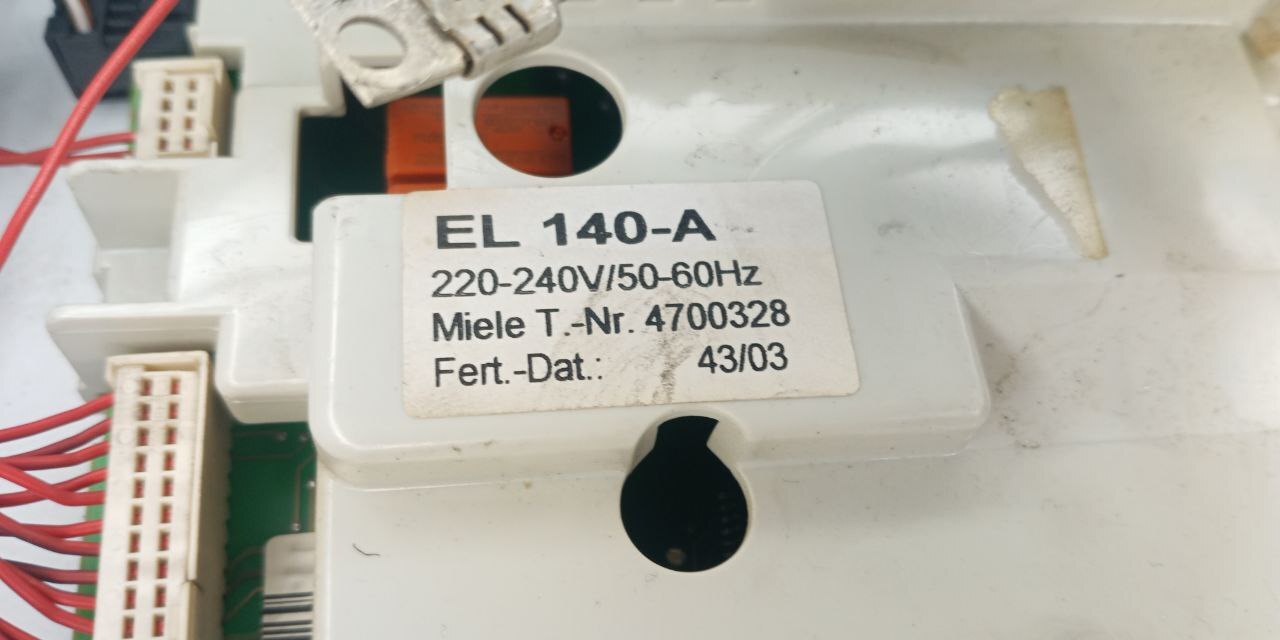 EL 140-A
220-240V/50-60Hz
Miele T.-Nr. 4700328
Fert.-Dat.: 43/03